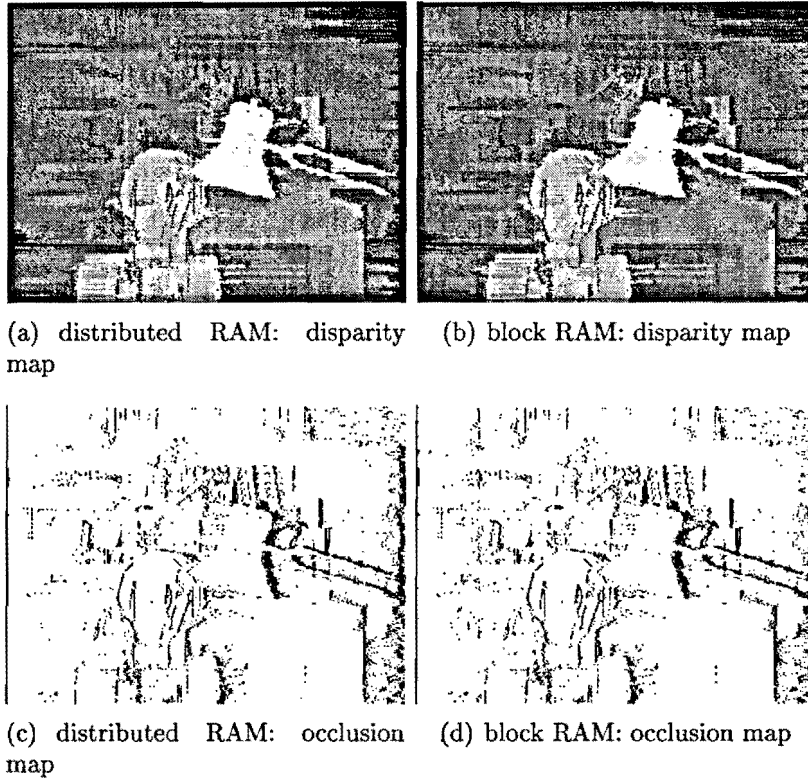 (a) distributed RAM: disparity map
(b) block RAM: disparity map
(c) distributed RAM: occlusion map
(d) block RAM: occlusion map